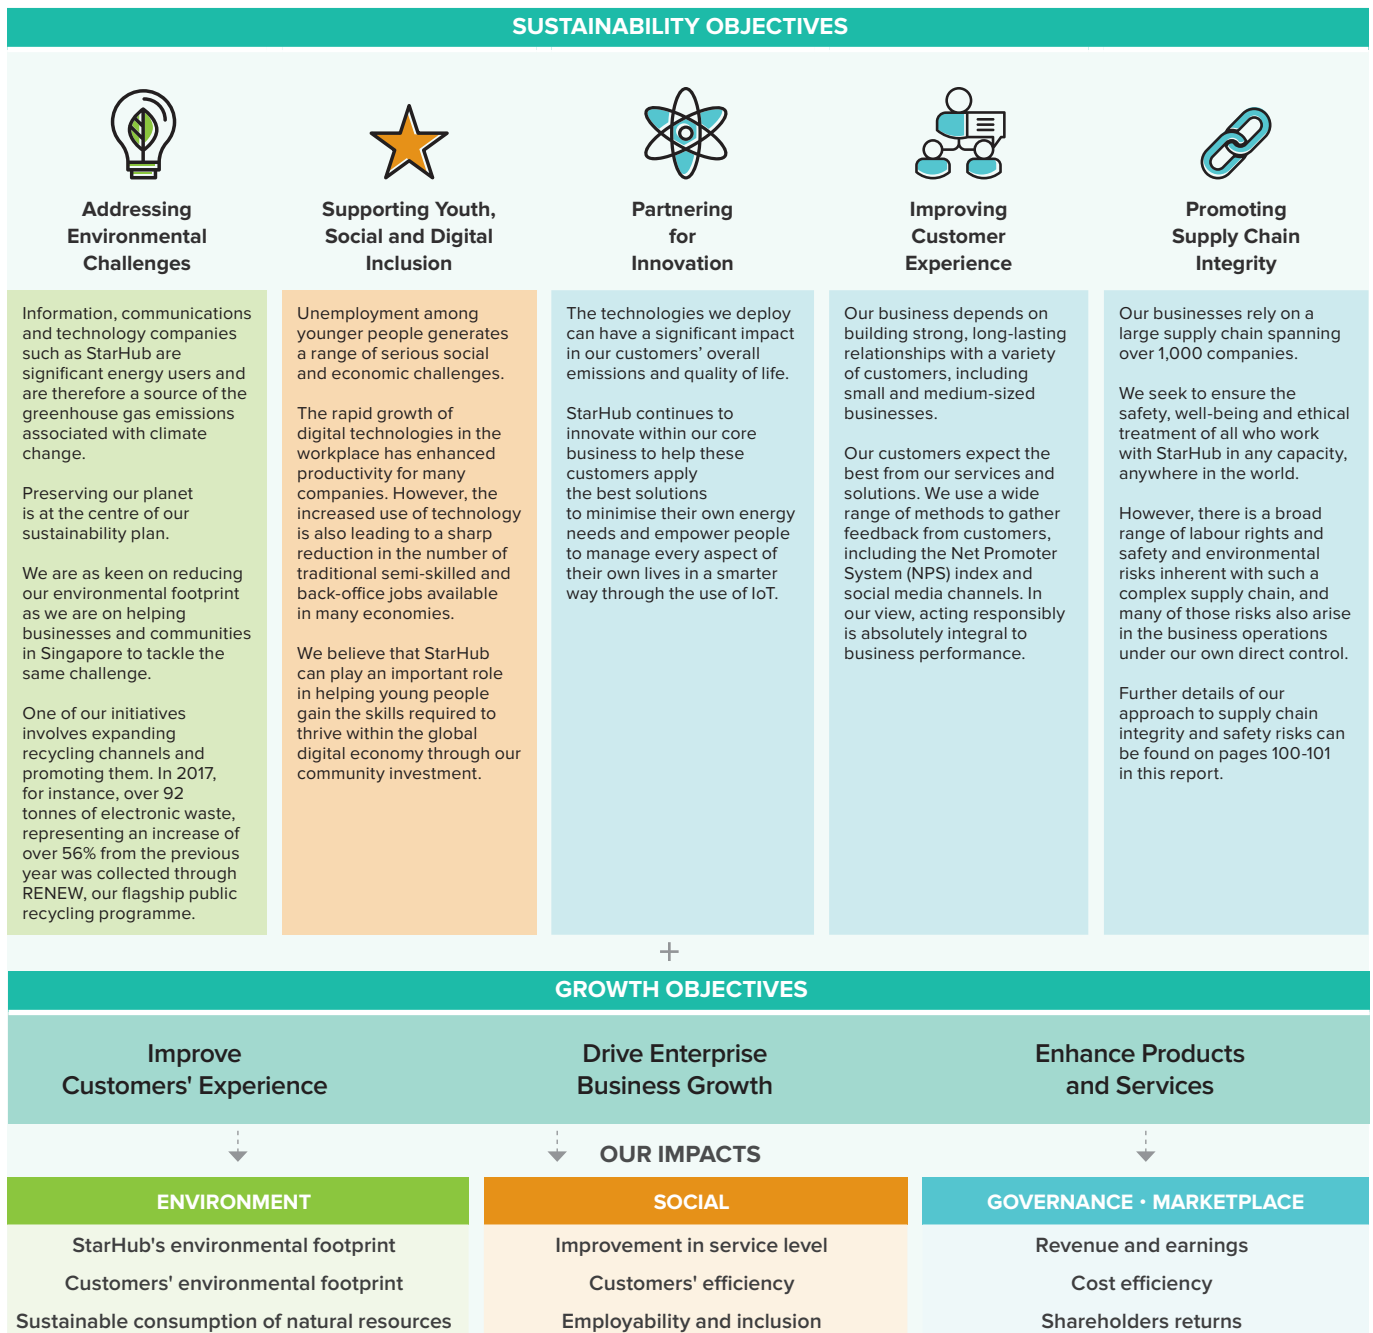 SUSTAINABILITY OBJECTIVES
Addressing
Environmental
Challenges
Information, communications
and technology companies
such as StarHub are
significant energy users and
are therefore a source of the
greenhouse gas emissions
associated with climate
change.
Preserving our planet
is at the centre of our
sustainability plan.
We are as keen on reducing
our environmental footprint
as we are on helping
businesses and communities
in Singapore to tackle the
same challenge.
One of our initiatives
involves expanding
recycling channels and
promoting them. In 2017,
for instance, over 92
tonnes of electronic waste,
representing an increase of
over 56% from the previous
year was collected through
RENEW, our flagship public
recycling programme.
Supporting Youth,
Social and Digital
Inclusion
Unemployment among
younger people generates
a range of serious social
and economic challenges.
The rapid growth of
digital technologies in the
workplace has enhanced
productivity for many
companies. However, the
increased use of technology
is also leading to a sharp
reduction in the number of
traditional semi-skilled and
back-office jobs available
in many economies.
We believe that StarHub
can play an important role
in helping young people
gain the skills required to
thrive within the global
digital economy through our
community investment.
Partnering
for
Innovation
The technologies we deploy
can have a significant impact
in our customers’ overall
emissions and quality of life.
StarHub continues to
innovate within our core
business to help these
customers apply
the best solutions
to minimise their own energy
needs and empower people
to manage every aspect of
their own lives in a smarter
way through the use of IoT.
Improving
Customer
Experience
Our business depends on
building strong, long-lasting
relationships with a variety
of customers, including
small and medium-sized
businesses.
Our customers expect the
best from our services and
solutions. We use a wide
range of methods to gather
feedback from customers,
including the Net Promoter
System (NPS) index and
social media channels. In
our view, acting responsibly
is absolutely integral to
business performance.
Promoting
Supply Chain
Integrity
Our businesses rely on a
large supply chain spanning
over 1,000 companies.
We seek to ensure the
safety, well-being and ethical
treatment of all who work
with StarHub in any capacity,
anywhere in the world.
However, there is a broad
range of labour rights and
safety and environmental
risks inherent with such a
complex supply chain, and
many of those risks also arise
in the business operations
under our own direct control.
Further details of our
approach to supply chain
integrity and safety risks can
be found on pages 100-101
in this report.
+
GROWTH OBJECTIVES
Improve
Customers' Experience
Drive Enterprise
Business Growth
Enhance Products
and Services
OUR IMPACTS
ENVIRONMENT
StarHub's environmental footprint
Customers' environmental footprint
Sustainable consumption of natural resources
SOCIAL
Improvement in service level
Customers' efficiency
Employability and inclusion
GOVERNANCE • MARKETPLACE
Revenue and earnings
Cost efficiency
Shareholders returns